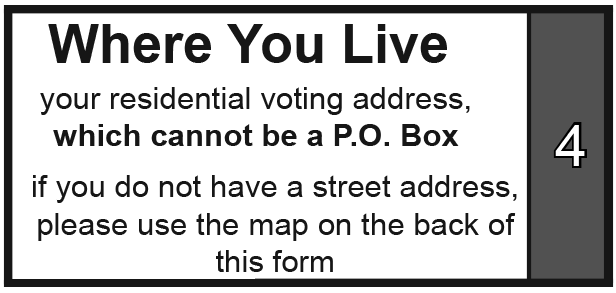 Where You Live
your residential voting address,
which cannot be a P.O. Box
if you do not have a street address,
please use the map on the back of
this form
4